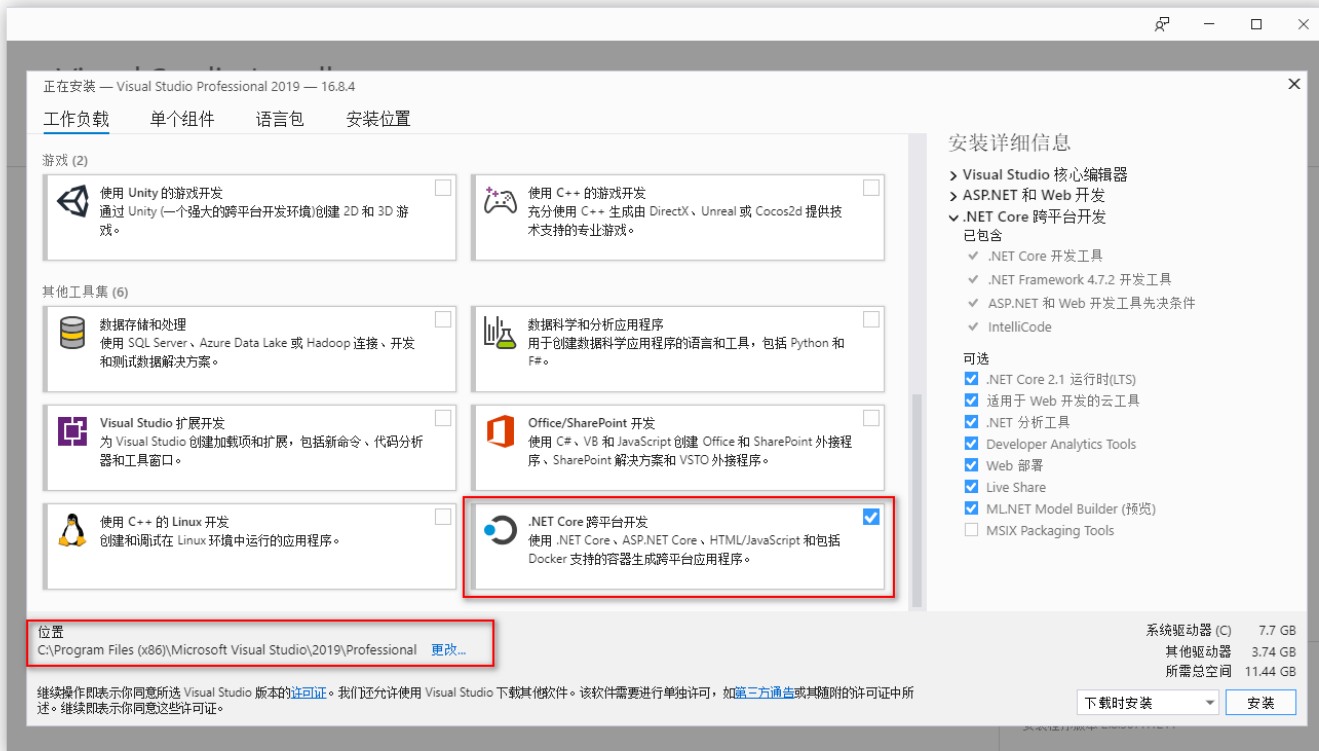 正在安装 — Visual Studio Professional 2019 — 16.8.4
工作负载 单个组件 语言包 安装位置
游戏 (2)
使用 Unity 的游戏开发
通过 Unity (一个强大的跨平台开发环境)创建 2D 和 3D 游
戏。
使用 C++ 的游戏开发
充分使用 C++ 生成由 DirectX、Unreal 或 Cocos2d 提供技
术支持的专业游戏。
其他工具集 (6)
数据存储和处理
使用 SQL Server、Azure Data Lake 或 Hadoop 连接、开发
和测试数据解决方案。
数据科学和分析应用程序
用于创建数据科学应用程序的语言和工具，包括 Python 和
F#。
Visual Studio 扩展开发
为 Visual Studio 创建加载项和扩展，包括新命令、代码分析
器和工具窗口。
Office/SharePoint 开发
使用 C#、VB 和 JavaScript 创建 Office 和 SharePoint 外接程
序、SharePoint 解决方案和 VSTO 外接程序。
使用 C++ 的 Linux 开发
创建和调试在 Linux 环境中运行的应用程序。
.NET Core 跨平台开发
使用 .NET Core、ASP.NET Core、HTML/JavaScript 和包括
Docker 支持的容器生成跨平台应用程序。
安装详细信息
Visual Studio 核心编辑器
ASP.NET 和 Web 开发
.NET Core 跨平台开发
已包含
.NET Core 开发工具
.NET Framework 4.7.2 开发工具
ASP.NET 和 Web 开发工具先决条件
IntelliCode
可选
.NET Core 2.1 运行时(LTS)
适用于 Web 开发的云工具
.NET 分析工具
Developer Analytics Tools
Web 部署
Live Share
ML.NET Model Builder (预览)
MSIX Packaging Tools
位置
C:\Program Files (x86)\Microsoft Visual Studio\2019\Professional 更改...
系统驱动器 (C) 7.7 GB
其他驱动器 3.74 GB
所需总空间 11.44 GB
继续操作即表示你同意所选 Visual Studio 版本的许可证。我们还允许使用 Visual Studio 下载其他软件。该软件需要进行单独许可，如第三方通告或其随附的许可证中所
述。继续即表示你同意这些许可证。
下载时安装 安装